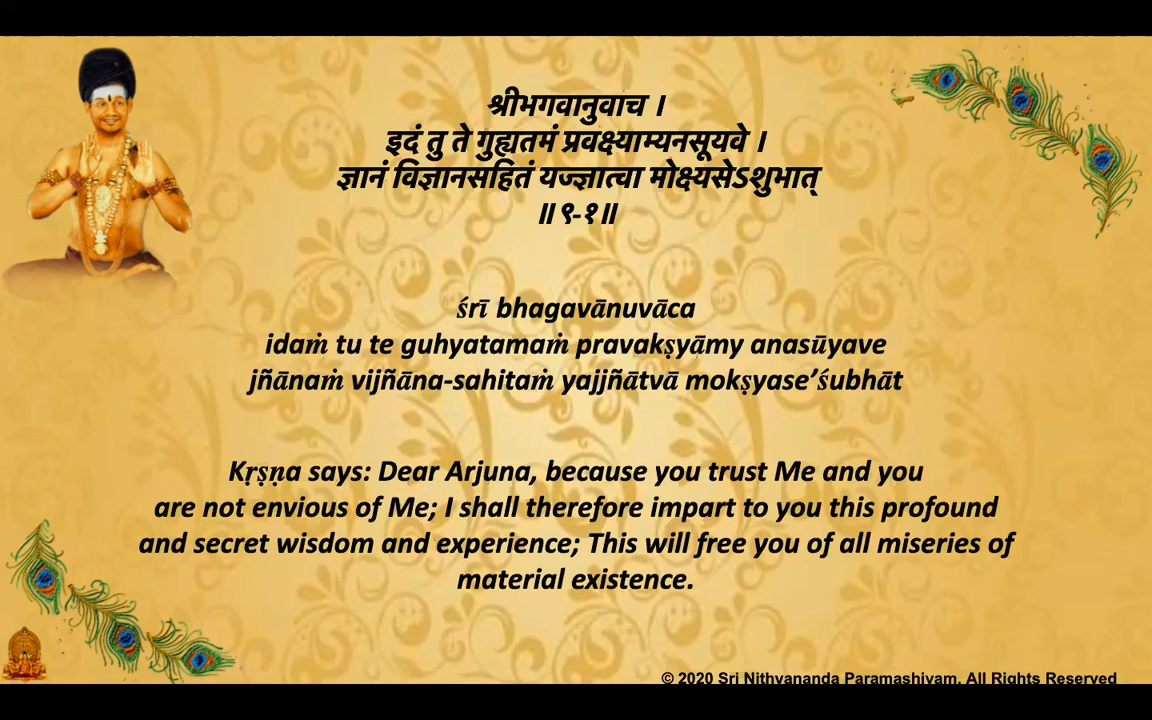 श्रीभगवानुवाच ।
इदं तु ते गुह्यतमं प्रवक्ष्याम्यनसूयवे ।
ज्ञानं विज्ञानसहितं यज्ज्ञात्वा मोक्ष्यसेऽशुभात्
॥ ९-१॥
śrī bhagavānuvāca
idaṁ tu te guhyatamaṁ pravakṣyāmy anasūyave
jñānaṁ vijñāna-sahitaṁ yajjñātvā mokṣyase’śubhāt
Kṛṣṇa says: Dear Arjuna, because you trust Me and you
are not envious of Me; I shall therefore impart to you this profound
and secret wisdom and experience; This will free you of all miseries of
material existence.
© 2020 Sri Nithyananda Paramashivam. All Rights Reserved